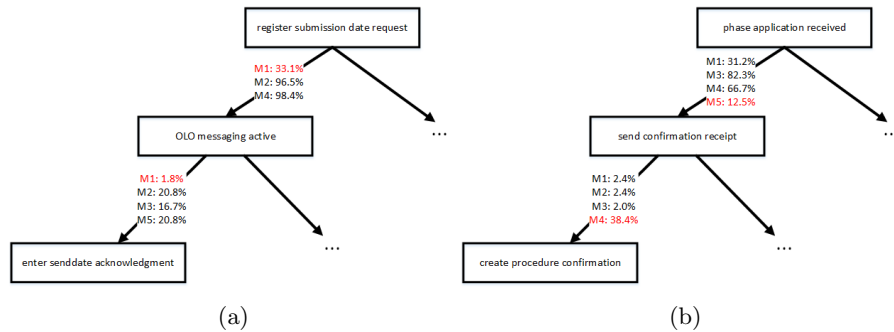 register submission date request
M1: 33.1%
M2: 96.5%
M4: 98.4%
OLO messaging active
...
M1: 1.8%
M2: 20.8%
M3: 16.7%
M5: 20.8%
...
enter senddate acknowledgment
(a)
phase application received
M1: 31.2%
M3: 82.3%
M4: 66.7%
M5: 12.5%
send confirmation receipt
...
M1: 2.4%
M2: 2.4%
M3: 2.0%
M4: 38.4%
...
create procedure confirmation
(b)